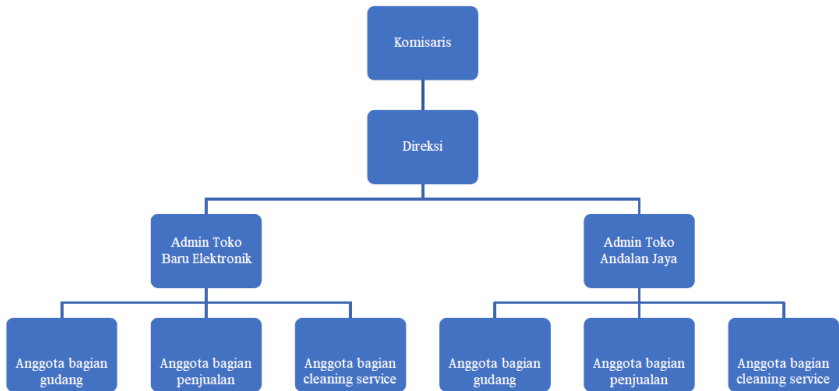 Komisaris
Direksi
Admin Toko
Baru Elektronik
Admin Toko
Andalan Jaya
Anggota bagian
gudang
Anggota bagian
penjualan
Anggota bagian
cleaning service
Anggota bagian
gudang
Anggota bagian
penjualan
Anggota bagian
cleaning service